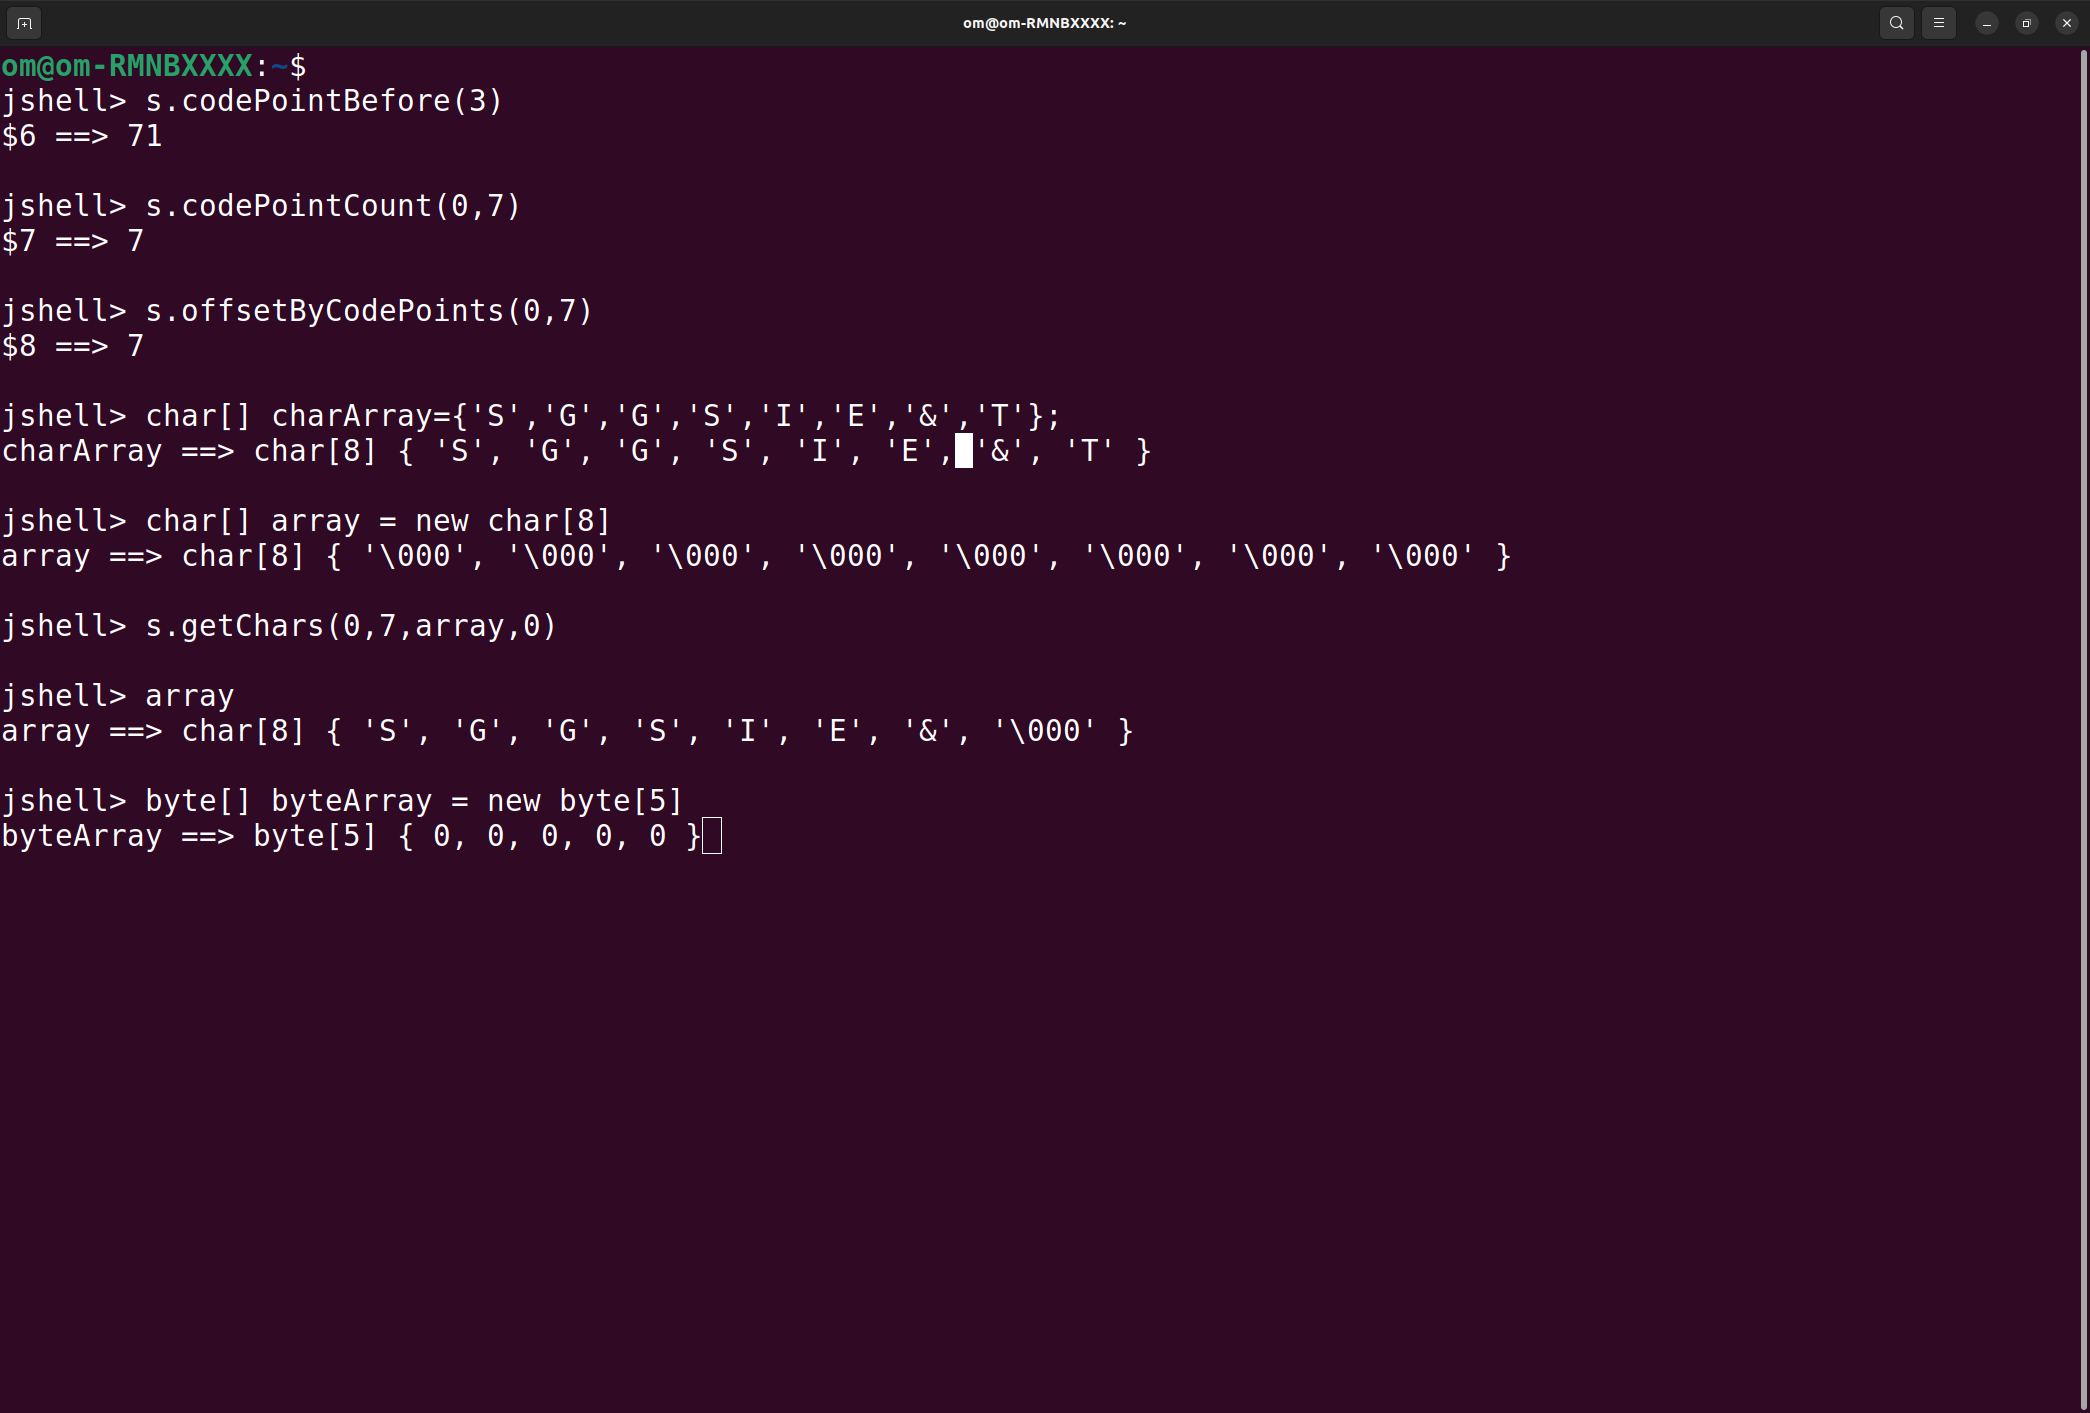 om@om-RMNBXXXX: ~
om@om-RMNBXXXX:~$
jshell> s.codePointBefore(3)
$6 ==> 71
jshell> s.codePointCount(0,7)
$7 ==> 7
jshell> s.offsetByCodePoints(0,7)
$8 ==> 7
jshell> char[] charArray={'S','G','G','S','I','E','&','T'};
charArray ==> char[8] { 'S', 'G', 'G', 'S', 'I', 'E', '&', 'T' }
jshell> char[] array = new char[8]
array ==> char[8] { '\000', '\000', '\000', '\000', '\000', '\000', '\000', '\000' }
jshell> s.getChars(0,7,array,0)
jshell> array
array ==> char[8] { 'S', 'G', 'G', 'S', 'I', 'E', '&', '\000' }
jshell> byte[] byteArray = new byte[5]
byteArray ==> byte[5] { 0, 0, 0, 0, 0 }